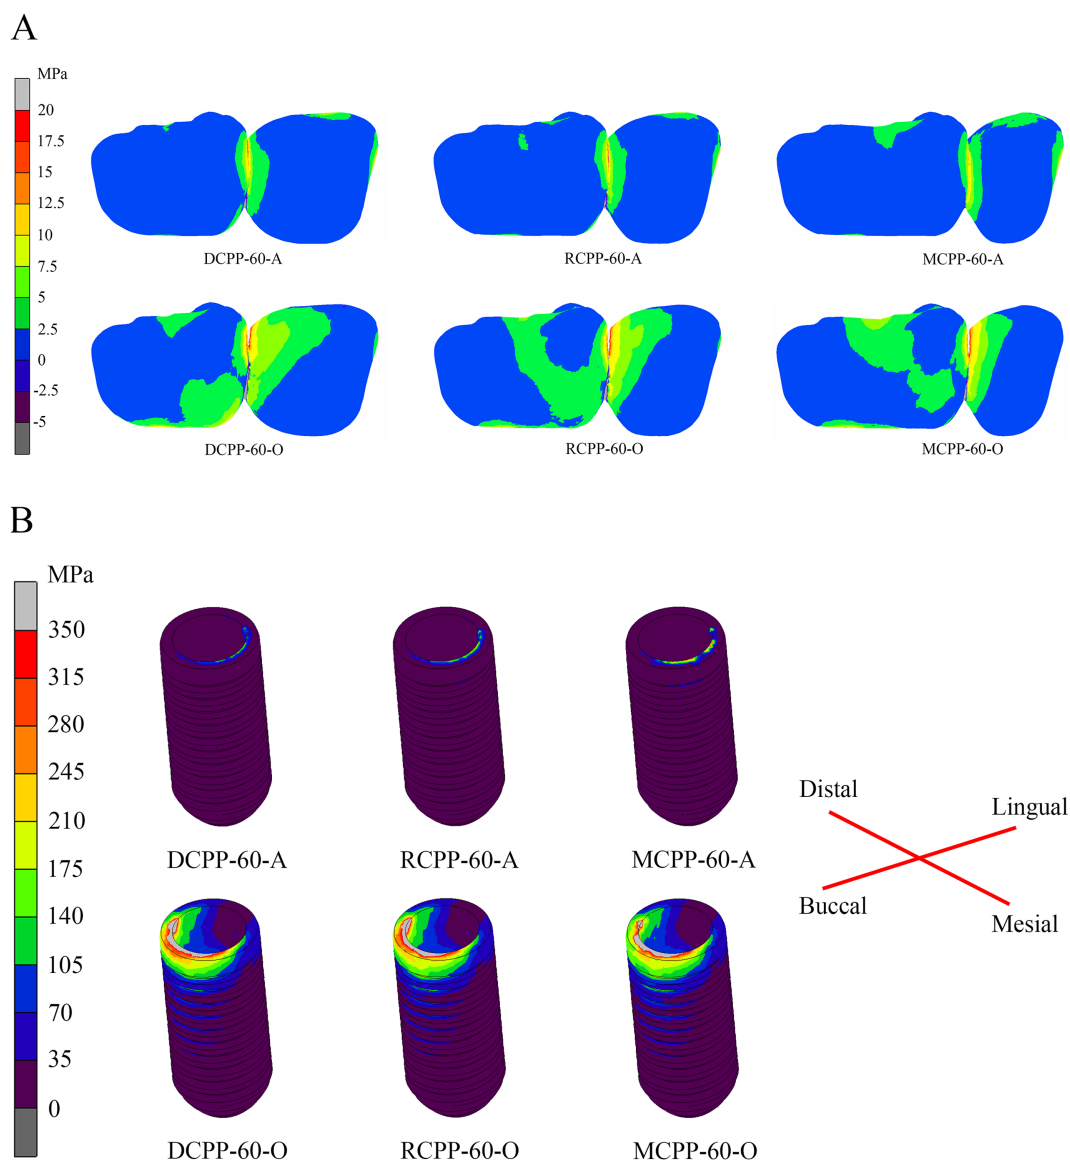 A
MPa
20
17.5
15
12.5
10
7.5
5
2.5
0
-2.5
-5
DCPP-60-A
RCPP-60-A
MCPP-60-A
DCPP-60-O
RCPP-60-O
MCPP-60-O
B
MPa
350
315
280
245
210
175
140
105
70
35
0
DCPP-60-A
RCPP-60-A
MCPP-60-A
Distal
Lingual
Buccal
Mesial
DCPP-60-O
RCPP-60-O
MCPP-60-O